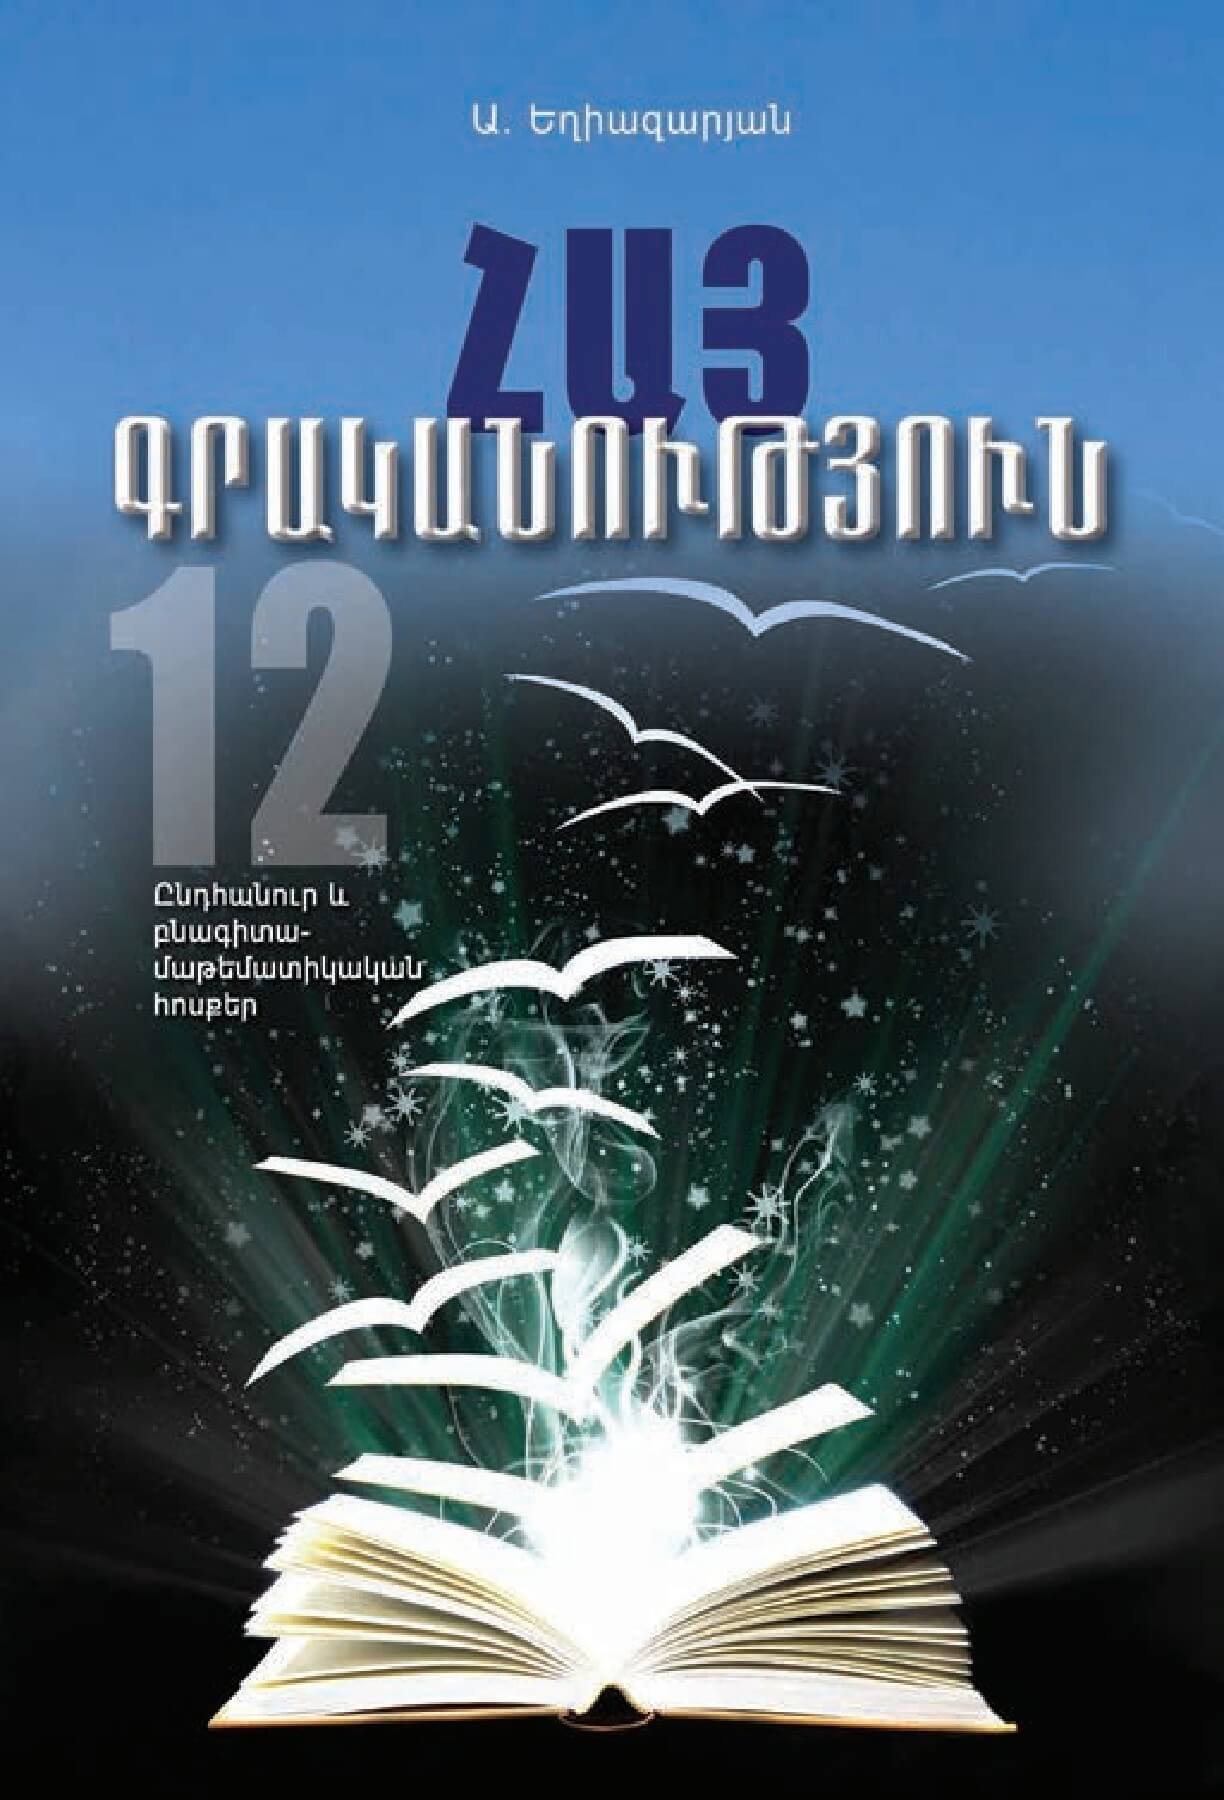 Ա. Եղիազարյան
ՀԱՅ
ԳՐԱԿԱՆՈՒԹՅՈՒՆ
12
Ընդհանուր և
բնագիտա-
մաթեմատիկական
հոսքեր